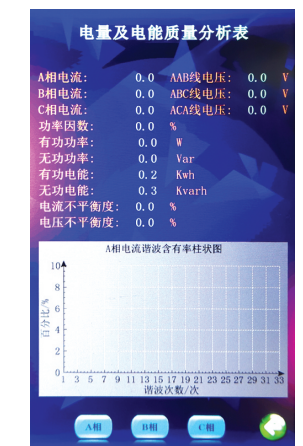 电量及电能质量分析表
A相电流: 0.0 AAB线电压: 0.0 V
B相电流: 0.0 ABC线电压: 0.0 V
C相电流: 0.0 ACA线电压: 0.0 V
功率因数: 0.0 %
有功功率: 0.0 W
无功功率: 0.0 Var
有功电能: 0.2 Kwh
无功电能: 0.3 Kvarh
电流不平衡度: 0.0 %
电压不平衡度: 0.0 %
A相电流谐波含有率柱状图
百分比/%
10
8
6
4
2
0
1 3 5 7 9 11 13 15 17 19 21 23 25 27 29 31 33
谐波次数/次
A相 B相 C相